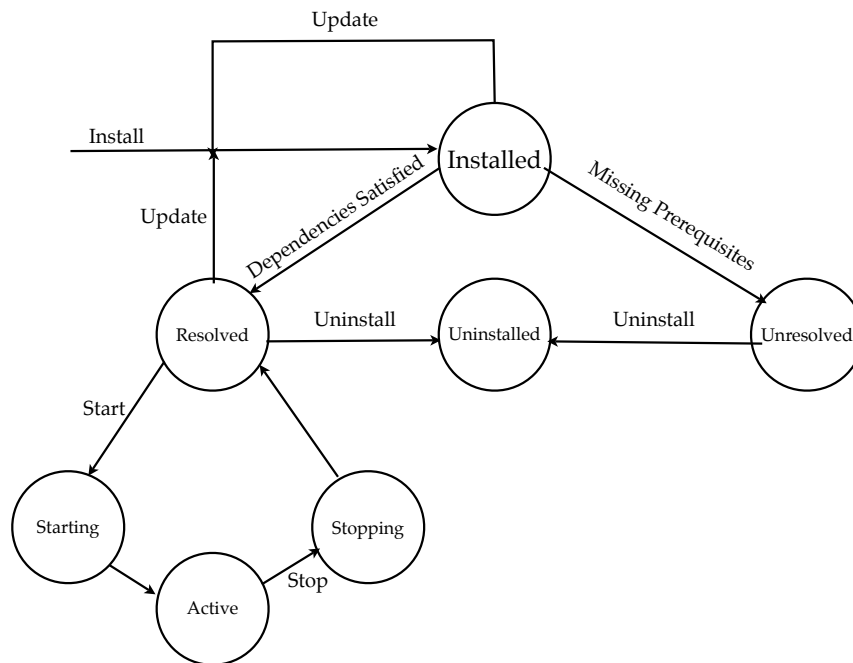 Update
Install
Installed
Dependencies Satisfied
Missing Prerequisites
Update
Resolved
Uninstall
Uninstalled
Uninstall
Unresolved
Start
Starting
Stopping
Active
Stop